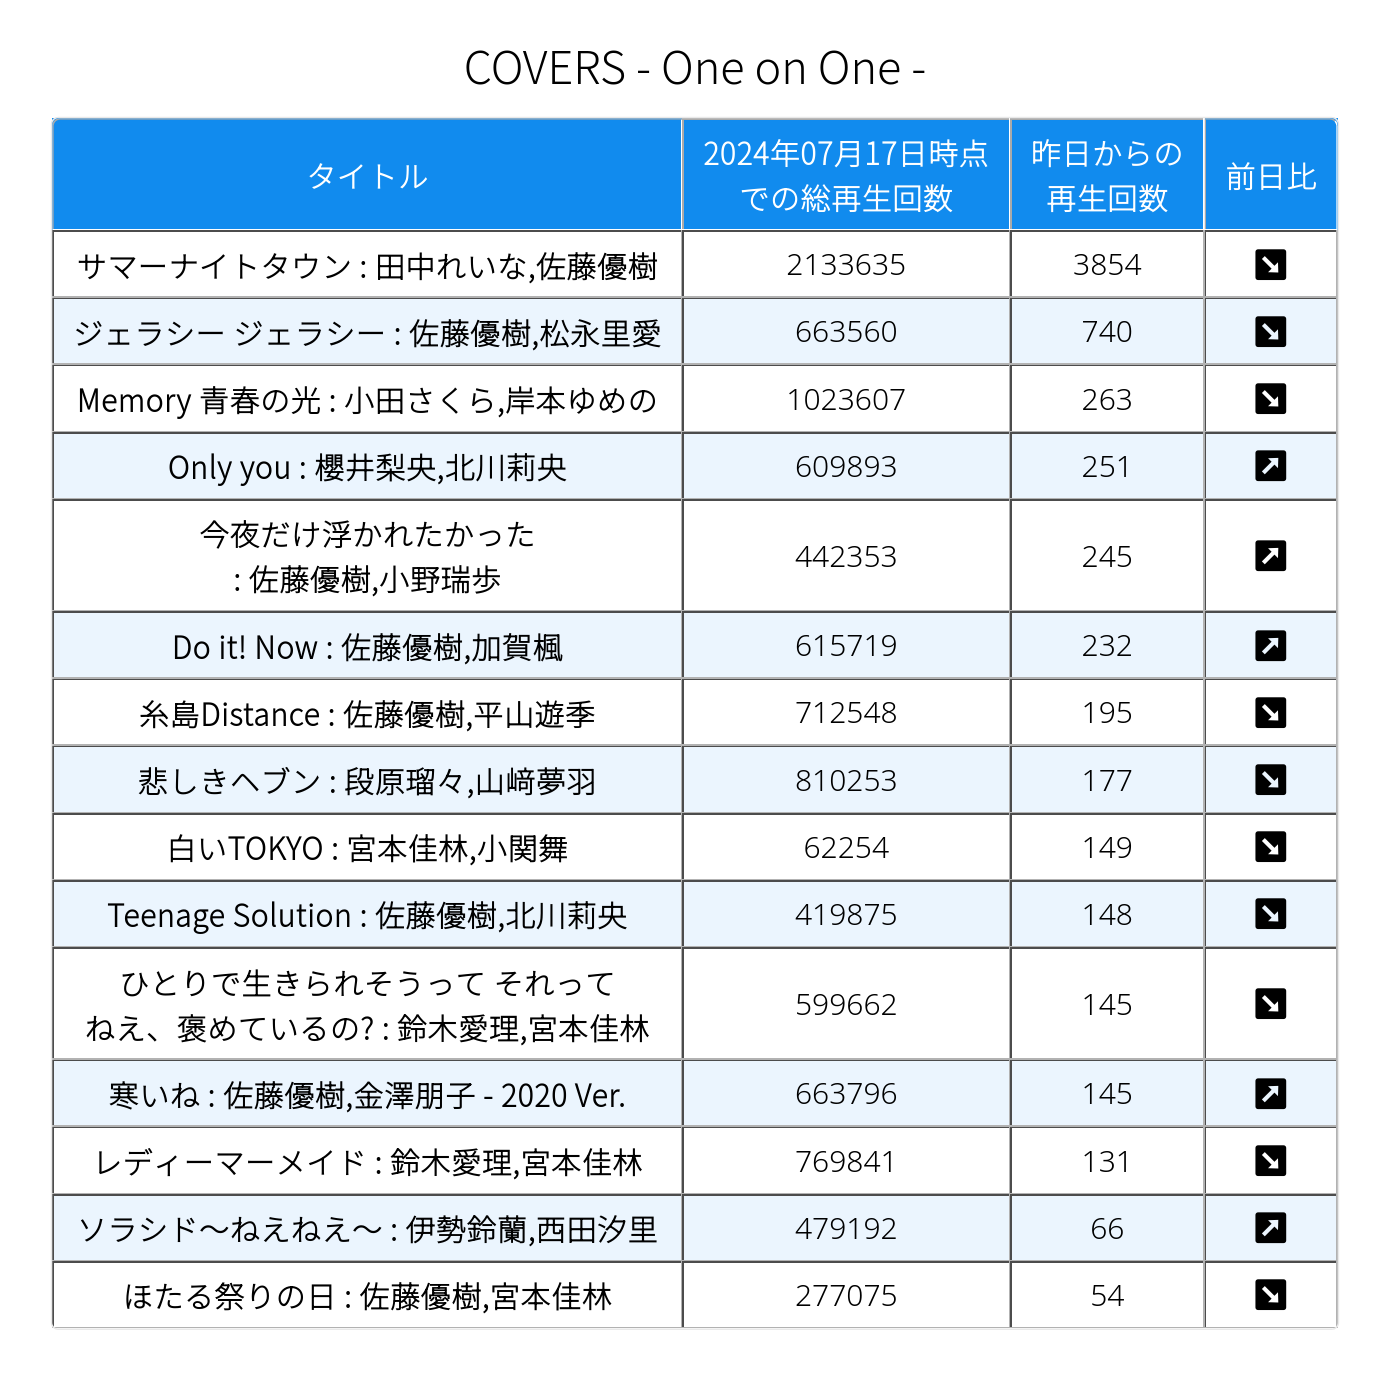 COVERS - One on One -
タイトル
2024年07月17日時点
での総再生回数
昨日からの
再生回数
前日比
サマーナイトタウン : 田中れいな,佐藤優樹
2133635
3854
ジェラシー ジェラシー : 佐藤優樹,松永里愛
663560
740
Memory 青春の光 : 小田さくら,岸本ゆめの
1023607
263
Only you : 櫻井梨央,北川莉央
609893
251
今夜だけ浮かれたかった
: 佐藤優樹,小野瑞歩
442353
245
Do it! Now : 佐藤優樹,加賀楓
615719
232
糸島Distance : 佐藤優樹,平山遊季
712548
195
悲しきヘブン : 段原瑠々,山﨑夢羽
810253
177
白いTOKYO : 宮本佳林,小関舞
62254
149
Teenage Solution : 佐藤優樹,北川莉央
419875
148
ひとりで生きられそうって それって
ねえ、褒めているの? : 鈴木愛理,宮本佳林
599662
145
寒いね : 佐藤優樹,金澤朋子 - 2020 Ver.
663796
145
レディーマーメイド : 鈴木愛理,宮本佳林
769841
131
ソラシド～ねえねえ～ : 伊勢鈴蘭,西田汐里
479192
66
ほたる祭りの日 : 佐藤優樹,宮本佳林
277075
54